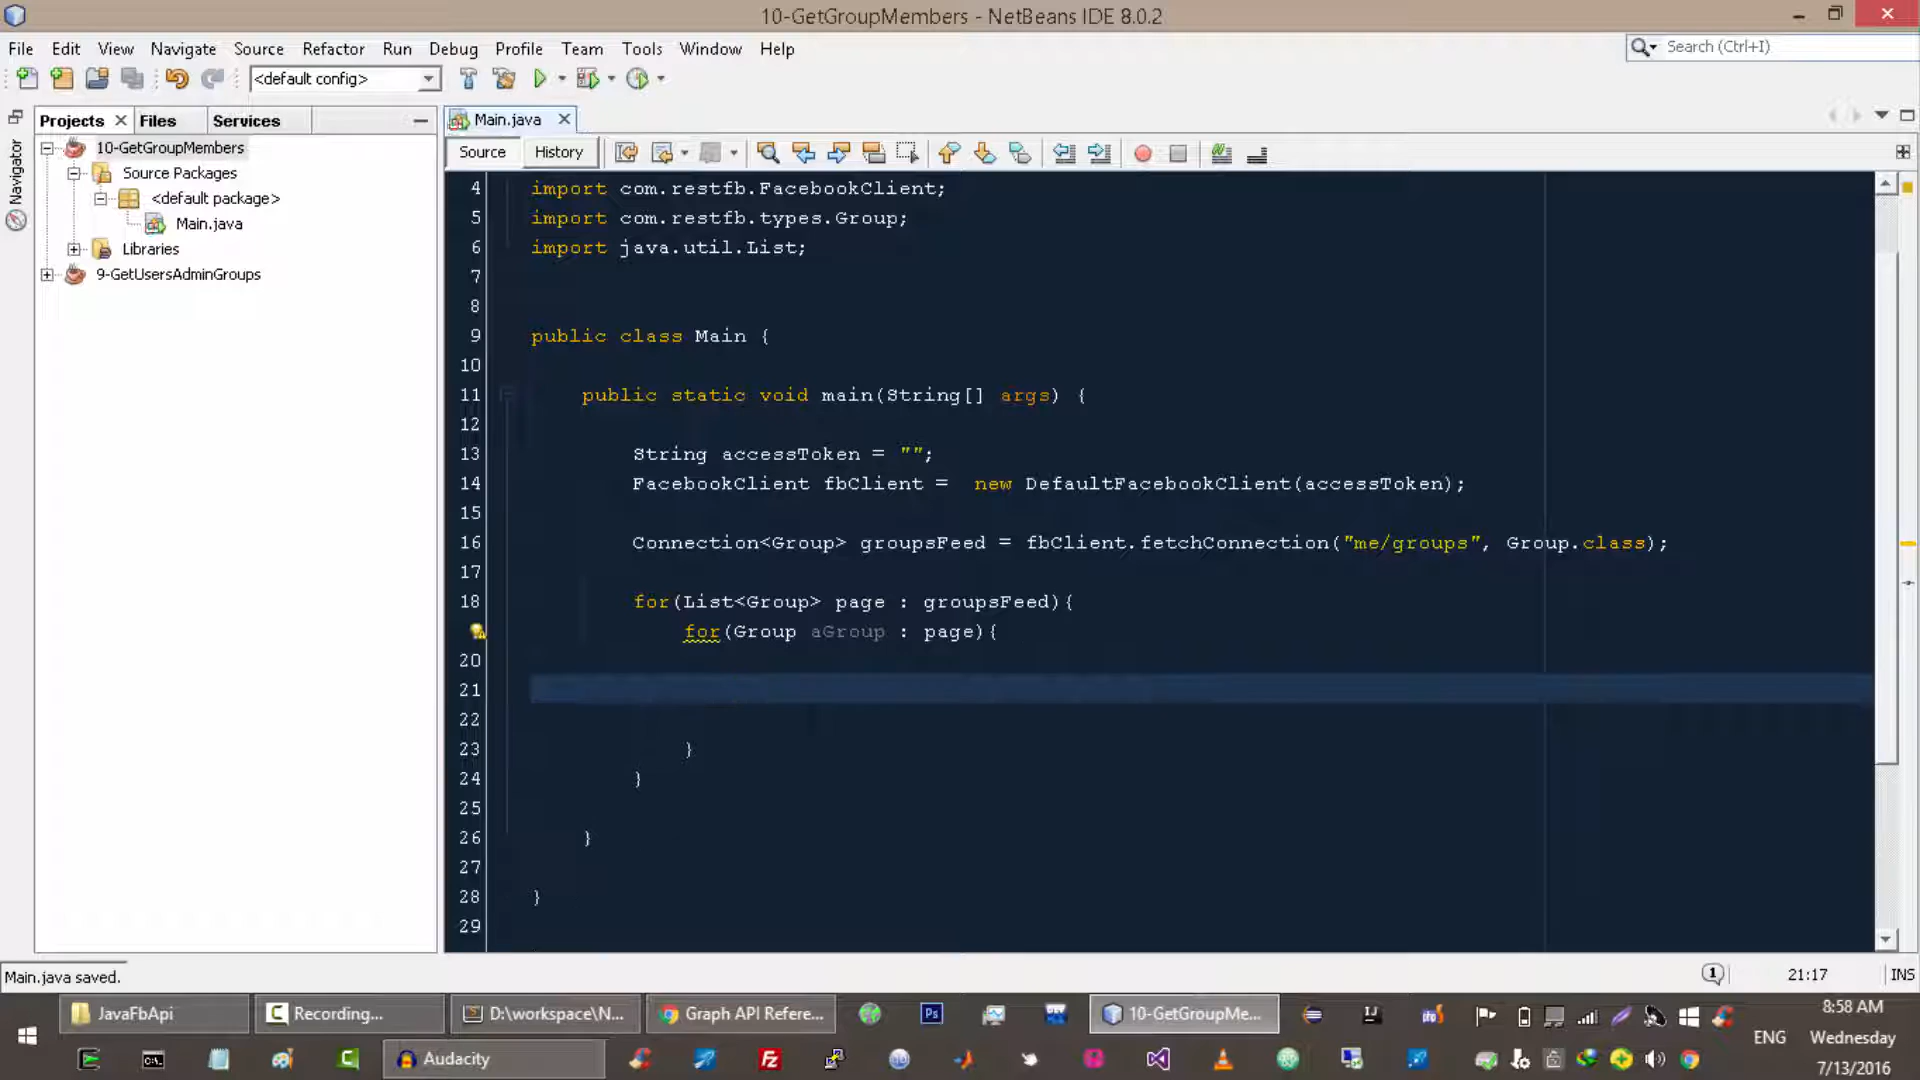 10-GetGroupMembers - NetBeans IDE 8.0.2
File Edit View Navigate Source Refactor Run Debug Profile Team Tools Window Help
Search (Ctrl+I)
<default config>
Projects Files Services
Main.java
Navigator
Source History
10-GetGroupMembers
Source Packages
<default package>
Main.java
Libraries
9-GetUsersAdminGroups
4 import com.restfb.FacebookClient;
5 import com.restfb.types.Group;
6 import java.util.List;
7
8
9 public class Main {
10
11 public static void main(String[] args) {
12
13 String accessToken = "";
14 FacebookClient fbClient =  new DefaultFacebookClient(accessToken);
15
16 Connection<Group> groupsFeed = fbClient.fetchConnection("me/groups", Group.class);
17
18 for(List<Group> page : groupsFeed){
for(Group aGroup : page){
20
21
22
23 }
24 }
25
26 }
27
28 }
29
Main.java saved.
1
21:17
INS
JavaFbApi
Recording...
D:\workspace\N...
Graph API Refere...
Ps
10-GetGroupMe...
IJ
Audacity
Fz
ENG
8:58 AM
Wednesday
7/13/2016